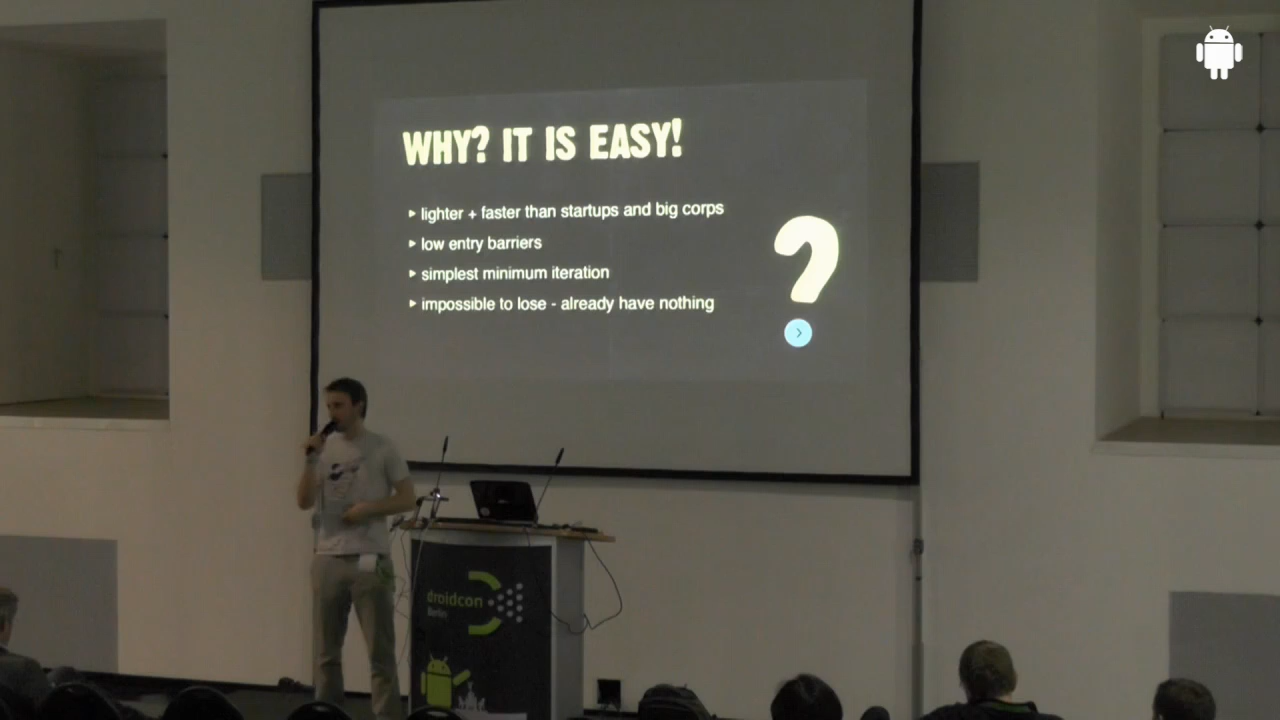 WHY? IT IS EASY!
lighter + faster than startups and big corps
low entry barriers
simplest minimum iteration
impossible to lose - already have nothing
?
droidcon
Berlin